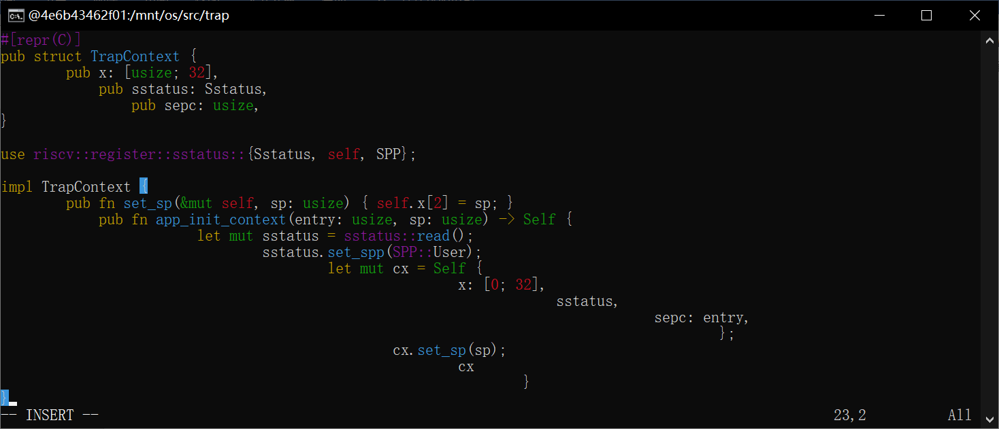 @4e6b43462f01:/mnt/os/src/trap
#[repr(C)]
pub struct TrapContext {
        pub x: [usize; 32],
            pub sstatus: Sstatus,
                pub sepc: usize,
}

use riscv::register::sstatus::{Sstatus, self, SPP};

impl TrapContext {
        pub fn set_sp(&mut self, sp: usize) { self.x[2] = sp; }
            pub fn app_init_context(entry: usize, sp: usize) -> Self {
                        let mut sstatus = sstatus::read();
                                sstatus.set_spp(SPP::User);
                                        let mut cx = Self {
                                                        x: [0; 32],
                                                                    sstatus,
                                                                                sepc: entry,
                                                                                        };
                                                cx.set_sp(sp);
                                                        cx
                                                                }
}
-- INSERT -- 23,2 All